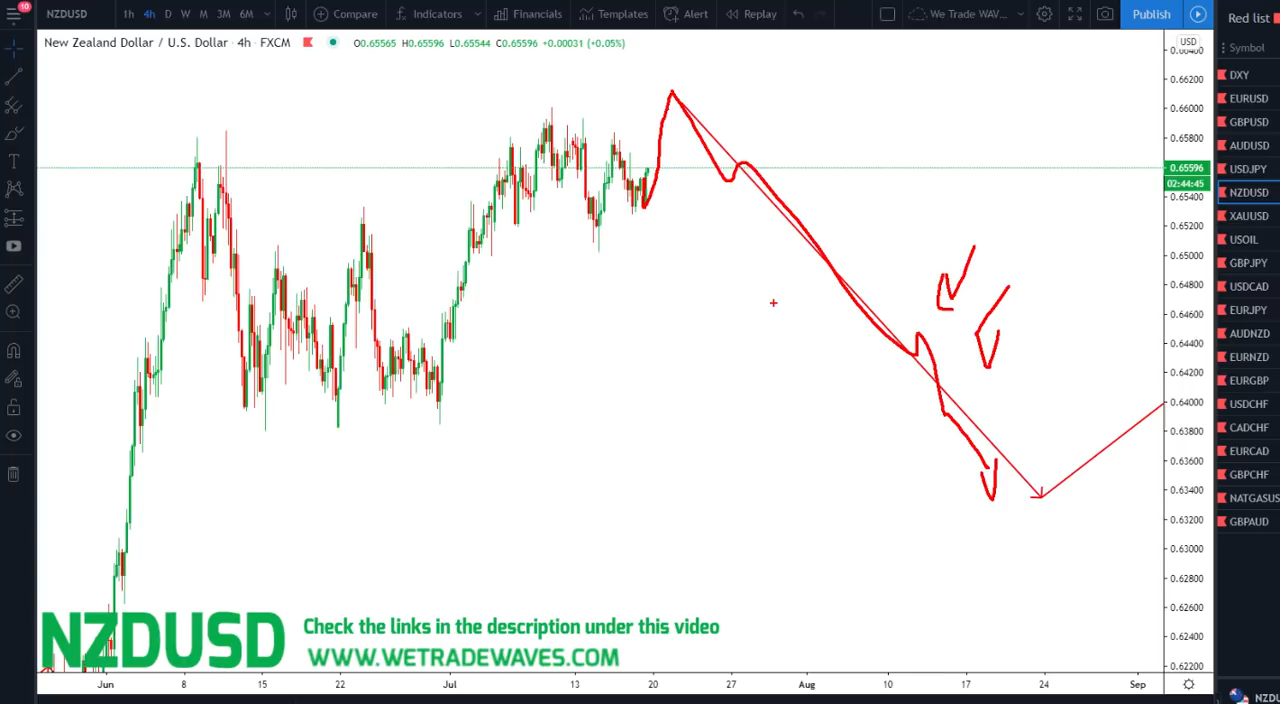 10
NZDUSD 1h 4h D W M 3M 6M Compare Indicators Financials Templates Alert Replay We Trade WAV... Publish Red list
New Zealand Dollar / U.S. Dollar · 4h · FXCM O0.65565 H0.65596 L0.65544 C0.65596 +0.00031 (+0.05%)
USD
Symbol
0.66400
0.66200
0.66000
0.65800
0.65596
02:44:45
0.65400
0.65200
0.65000
0.64800
0.64600
0.64400
0.64200
0.64000
0.63800
0.63600
0.63400
0.63200
0.63000
0.62800
0.62600
0.62400
0.62200
DXY
EURUSD
GBPUSD
AUDUSD
USDJPY
NZDUSD
XAUUSD
USOIL
GBPJPY
USDCAD
EURJPY
AUDNZD
EURNZD
EURGBP
USDCHF
CADCHF
EURCAD
GBPCHF
NATGASUS
GBPAUD
NZDUSD
Check the links in the description under this video
WWW.WETRADEWAVES.COM
Jun 8 15 22 Jul 13 20 27 Aug 10 17 24 Sep
NZDU